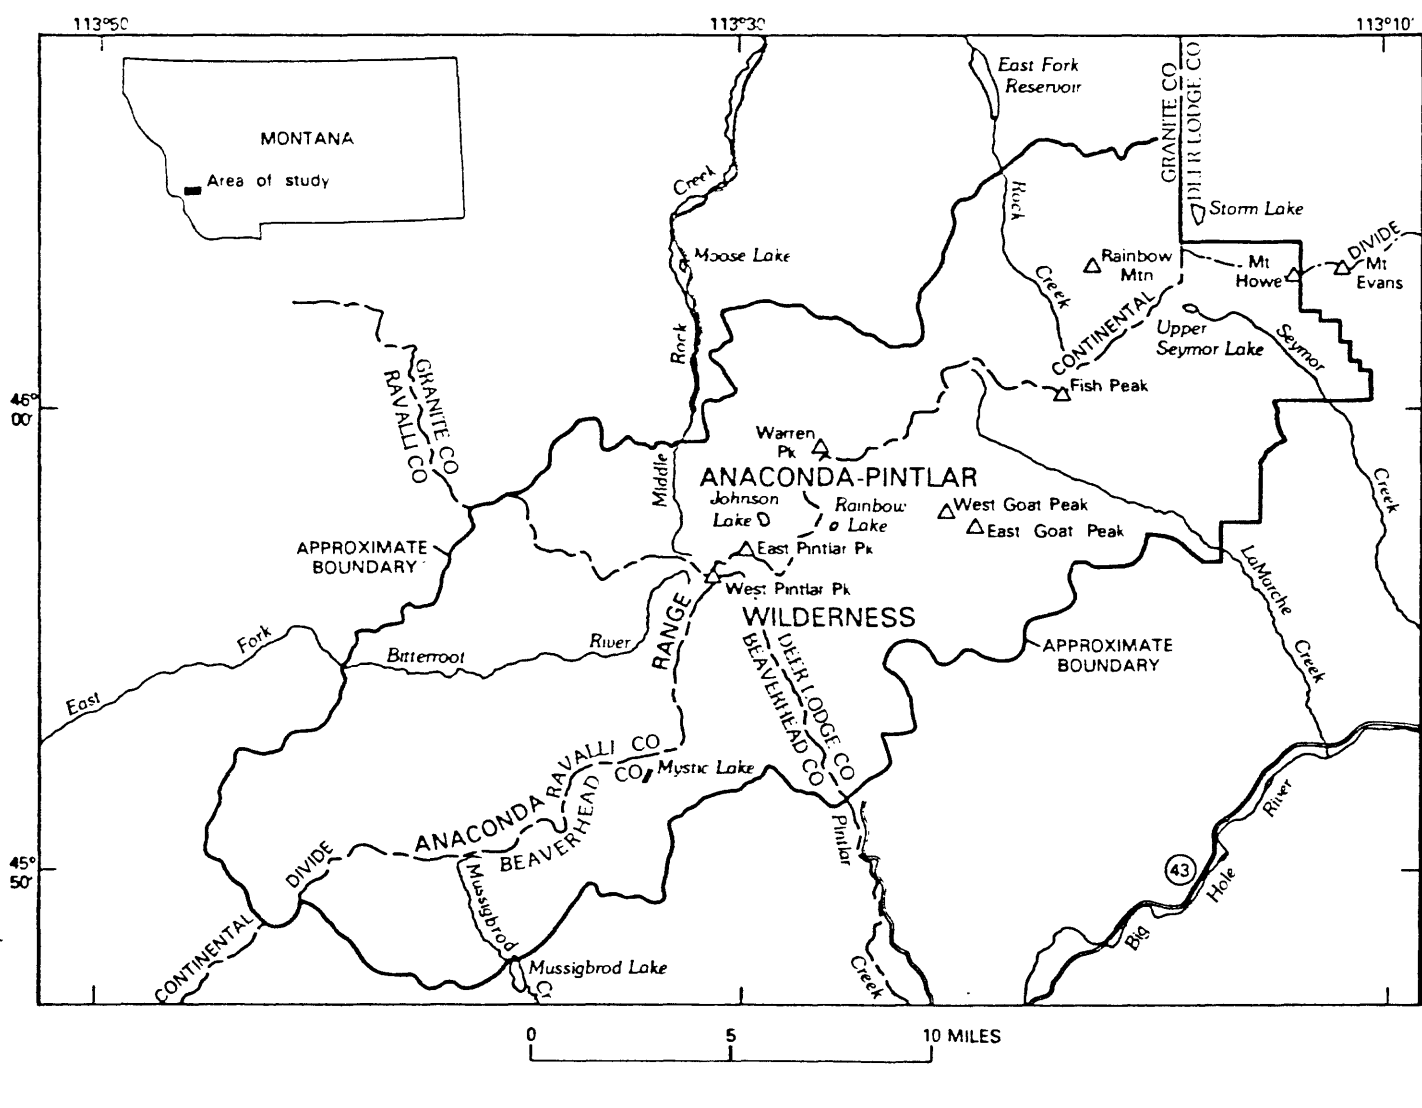 113°50'
113°30
113°10'
East Fork
Reservoir
GRANITE CO
DEER LODGE CO
MONTANA
Area of study
Creek
Rock
Storm Lake
Moose Lake
Rainbow
Mtn
Mt
Howe
DIVIDE
Mt
Evans
Creek
CONTINENTAL
Upper
Seymor Lake
Seymor
Rock
GRANITE CO
RAVALLI CO
Fish Peak
46°
00'
Warren
Pk
ANACONDA-PINTLAR
Middle
Johnson
Lake
Rainbow
Lake
West Goat Peak
East Goat Peak
Creek
APPROXIMATE
BOUNDARY
East Pintlar Pk
West Pintlar Pk
LaMarche
WILDERNESS
RANGE
Fork
River
Bitterroot
East
DEER LODGE CO
BEAVERHEAD CO
APPROXIMATE
BOUNDARY
Creek
RAVALLI CO
CO
Mystic Lake
BEAVERHEAD
ANACONDA
DIVIDE
Pintlar
River
45°
50'
43
Hole
Mussigbrod
Big
CONTINENTAL
Mussigbrod Lake
Cr
Creek
0
5
10 MILES